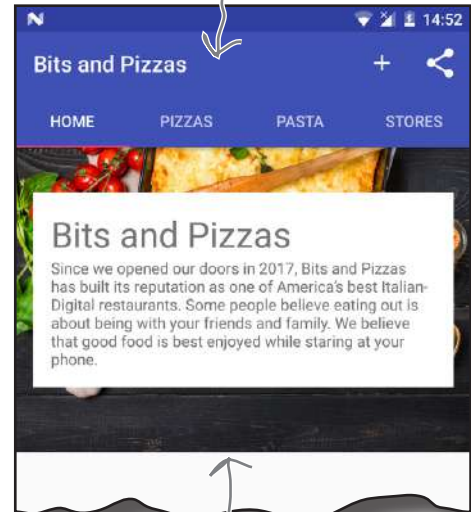 14:52
Bits and Pizzas
HOME PIZZAS PASTA STORES
Bits and Pizzas
Since we opened our doors in 2017, Bits and Pizzas
has built its reputation as one of America's best Italian-
Digital restaurants. Some people believe eating out is
about being with your friends and family. We believe
that good food is best enjoyed while staring at your
phone.